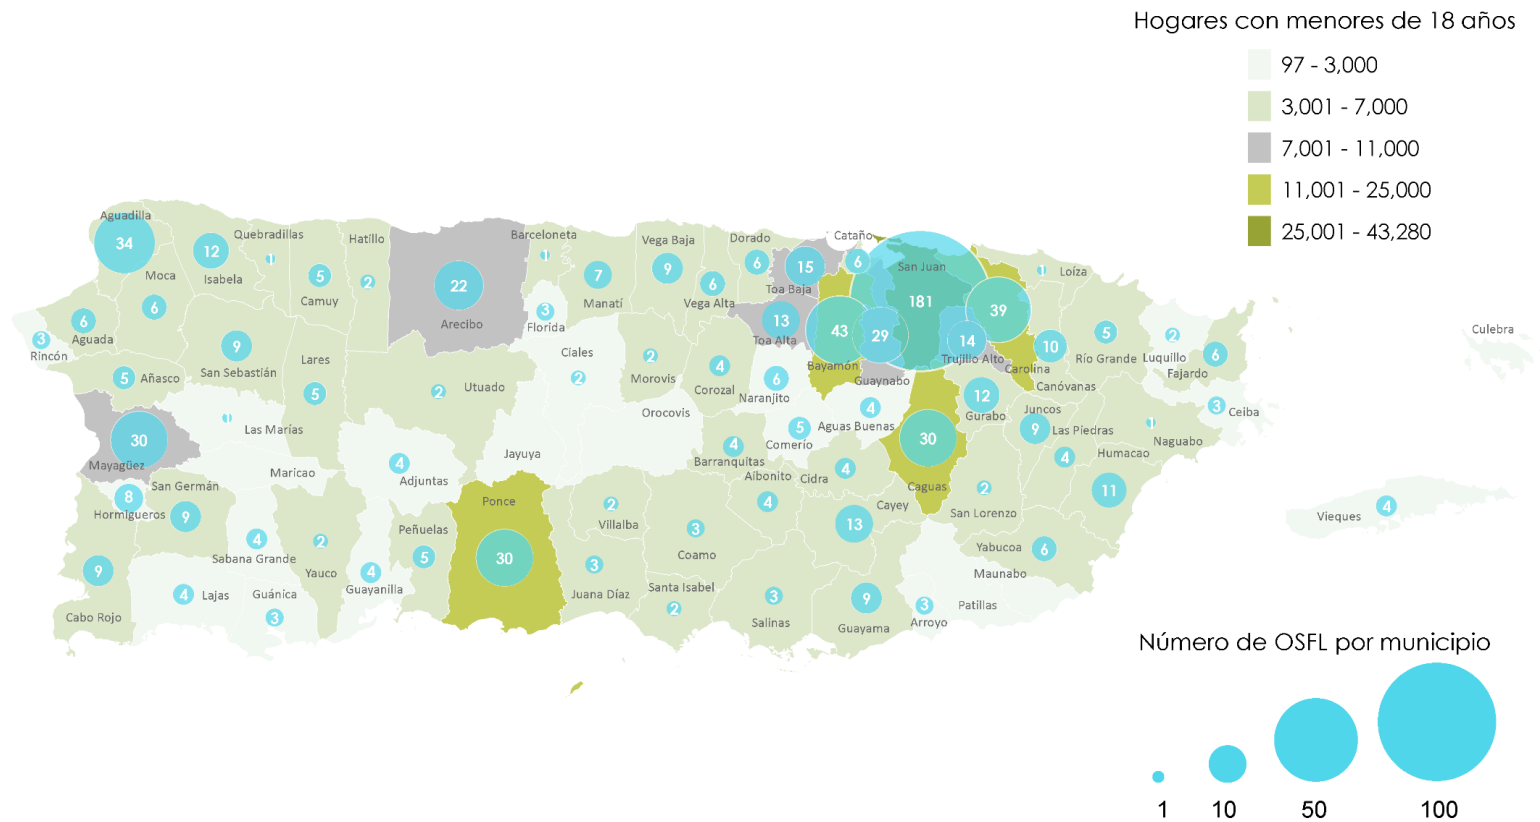 Hogares con menores de 18 años
97 - 3,000
3,001 - 7,000
7,001 - 11,000
11,001 - 25,000
25,001 - 43,280
Aguadilla
34
Moca
6
12
Isabela
Quebradillas
1
5
Camuy
Hatillo
2
22
Arecibo
Barceloneta
1
3
Florida
7
Manatí
Vega Baja
9
6
Vega Alta
Dorado
6
15
Toa Baja
Cataño
6
13
Toa Alta
43
Bayamón
29
Guaynabo
San Juan
181
39
Carolina
14
Trujillo Alto
1
Loíza
10
Canóvanas
5
Río Grande
2
Luquillo
6
Fajardo
Culebra
3
Rincón
6
Aguada
5
Añasco
9
San Sebastián
Lares
5
2
Utuado
Ciales
2
2
Morovis
4
Corozal
6
Naranjito
Orocovis
5
Comerío
4
Aguas Buenas
12
Gurabo
Juncos
9
Las Piedras
4
1
Naguabo
3
Ceiba
30
Mayagüez
1
Las Marías
Maricao
4
Adjuntas
Jayuya
4
Barranquitas
Aibonito
4
Cidra
4
30
Caguas
Humacao
11
San Germán
9
8
Hormigueros
Ponce
30
2
Villalba
3
Coamo
Cayey
13
2
San Lorenzo
Vieques
4
4
Sabana Grande
2
Yauco
Peñuelas
5
4
Guayanilla
3
Juana Díaz
Yabucoa
6
Maunabo
9
Cabo Rojo
4
Lajas
Guánica
3
Santa Isabel
2
3
Salinas
9
Guayama
3
Arroyo
Patillas
Número de OSFL por municipio
1
10
50
100